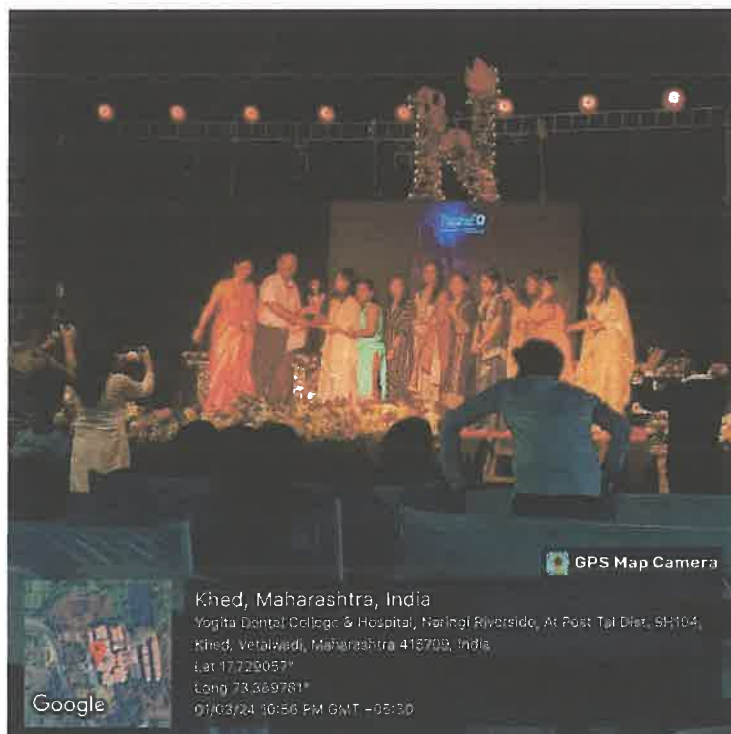 GPS Map Camera
Khed, Maharashtra, India
Yogita Dental College & Hospital, Naringi Riverside, At Post Tal Dist, SH104,
Khed, Vetalwadi, Maharashtra 415709, India
Lat 17.729057°
Long 73.389781°
01/03/24 10:56 PM GMT +05:30
Google